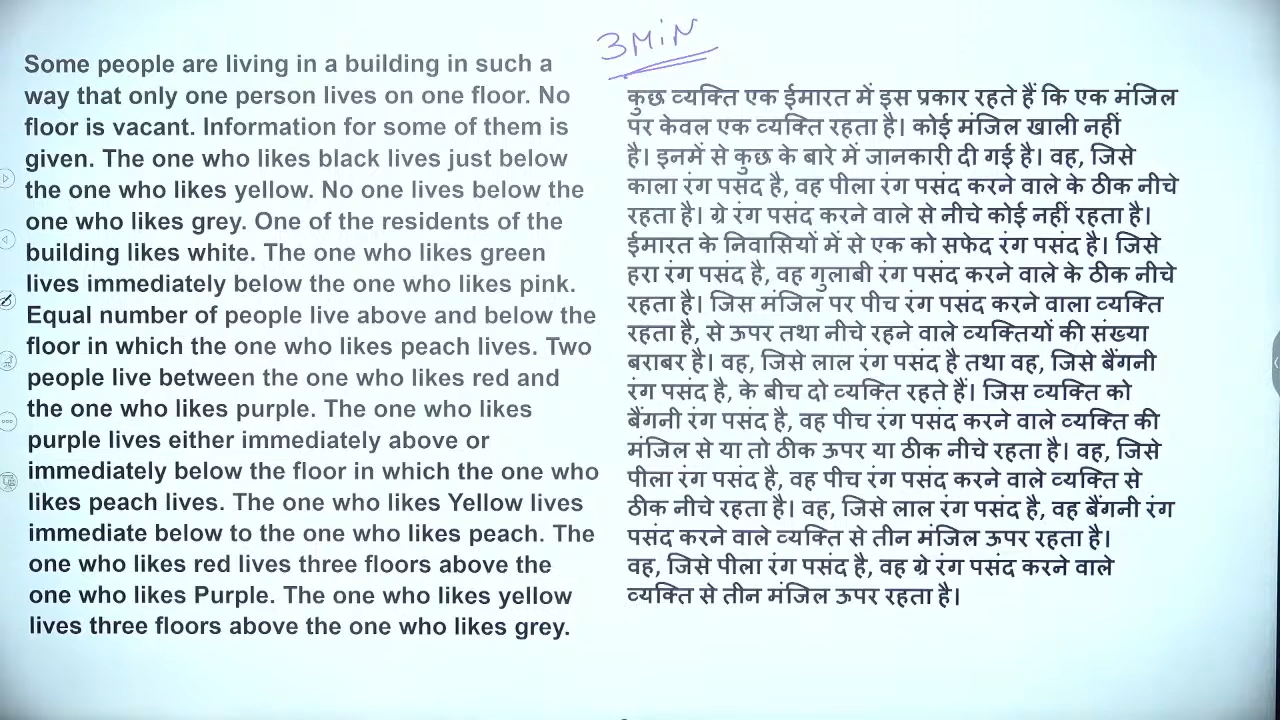 3 MiN
Some people are living in a building in such a
way that only one person lives on one floor. No
floor is vacant. Information for some of them is
given. The one who likes black lives just below
the one who likes yellow. No one lives below the
one who likes grey. One of the residents of the
building likes white. The one who likes green
lives immediately below the one who likes pink.
Equal number of people live above and below the
floor in which the one who likes peach lives. Two
people live between the one who likes red and
the one who likes purple. The one who likes
purple lives either immediately above or
immediately below the floor in which the one who
likes peach lives. The one who likes Yellow lives
immediate below to the one who likes peach. The
one who likes red lives three floors above the
one who likes Purple. The one who likes yellow
lives three floors above the one who likes grey.
कुछ व्यक्ति एक ईमारत में इस प्रकार रहते हैं कि एक मंजिल
पर केवल एक व्यक्ति रहता है। कोई मंजिल खाली नहीं
है। इनमें से कुछ के बारे में जानकारी दी गई है। वह, जिसे
काला रंग पसंद है, वह पीला रंग पसंद करने वाले के ठीक नीचे
रहता है। ग्रे रंग पसंद करने वाले से नीचे कोई नहीं रहता है।
ईमारत के निवासियों में से एक को सफेद रंग पसंद है। जिसे
हरा रंग पसंद है, वह गुलाबी रंग पसंद करने वाले के ठीक नीचे
रहता है। जिस मंजिल पर पीच रंग पसंद करने वाला व्यक्ति
रहता है, से ऊपर तथा नीचे रहने वाले व्यक्तियों की संख्या
बराबर है। वह, जिसे लाल रंग पसंद है तथा वह, जिसे बैंगनी
रंग पसंद है, के बीच दो व्यक्ति रहते हैं। जिस व्यक्ति को
बैंगनी रंग पसंद है, वह पीच रंग पसंद करने वाले व्यक्ति की
मंजिल से या तो ठीक ऊपर या ठीक नीचे रहता है। वह, जिसे
पीला रंग पसंद है, वह पीच रंग पसंद करने वाले व्यक्ति से
ठीक नीचे रहता है। वह, जिसे लाल रंग पसंद है, वह बैंगनी रंग
पसंद करने वाले व्यक्ति से तीन मंजिल ऊपर रहता है।
वह, जिसे पीला रंग पसंद है, वह ग्रे रंग पसंद करने वाले
व्यक्ति से तीन मंजिल ऊपर रहता है।